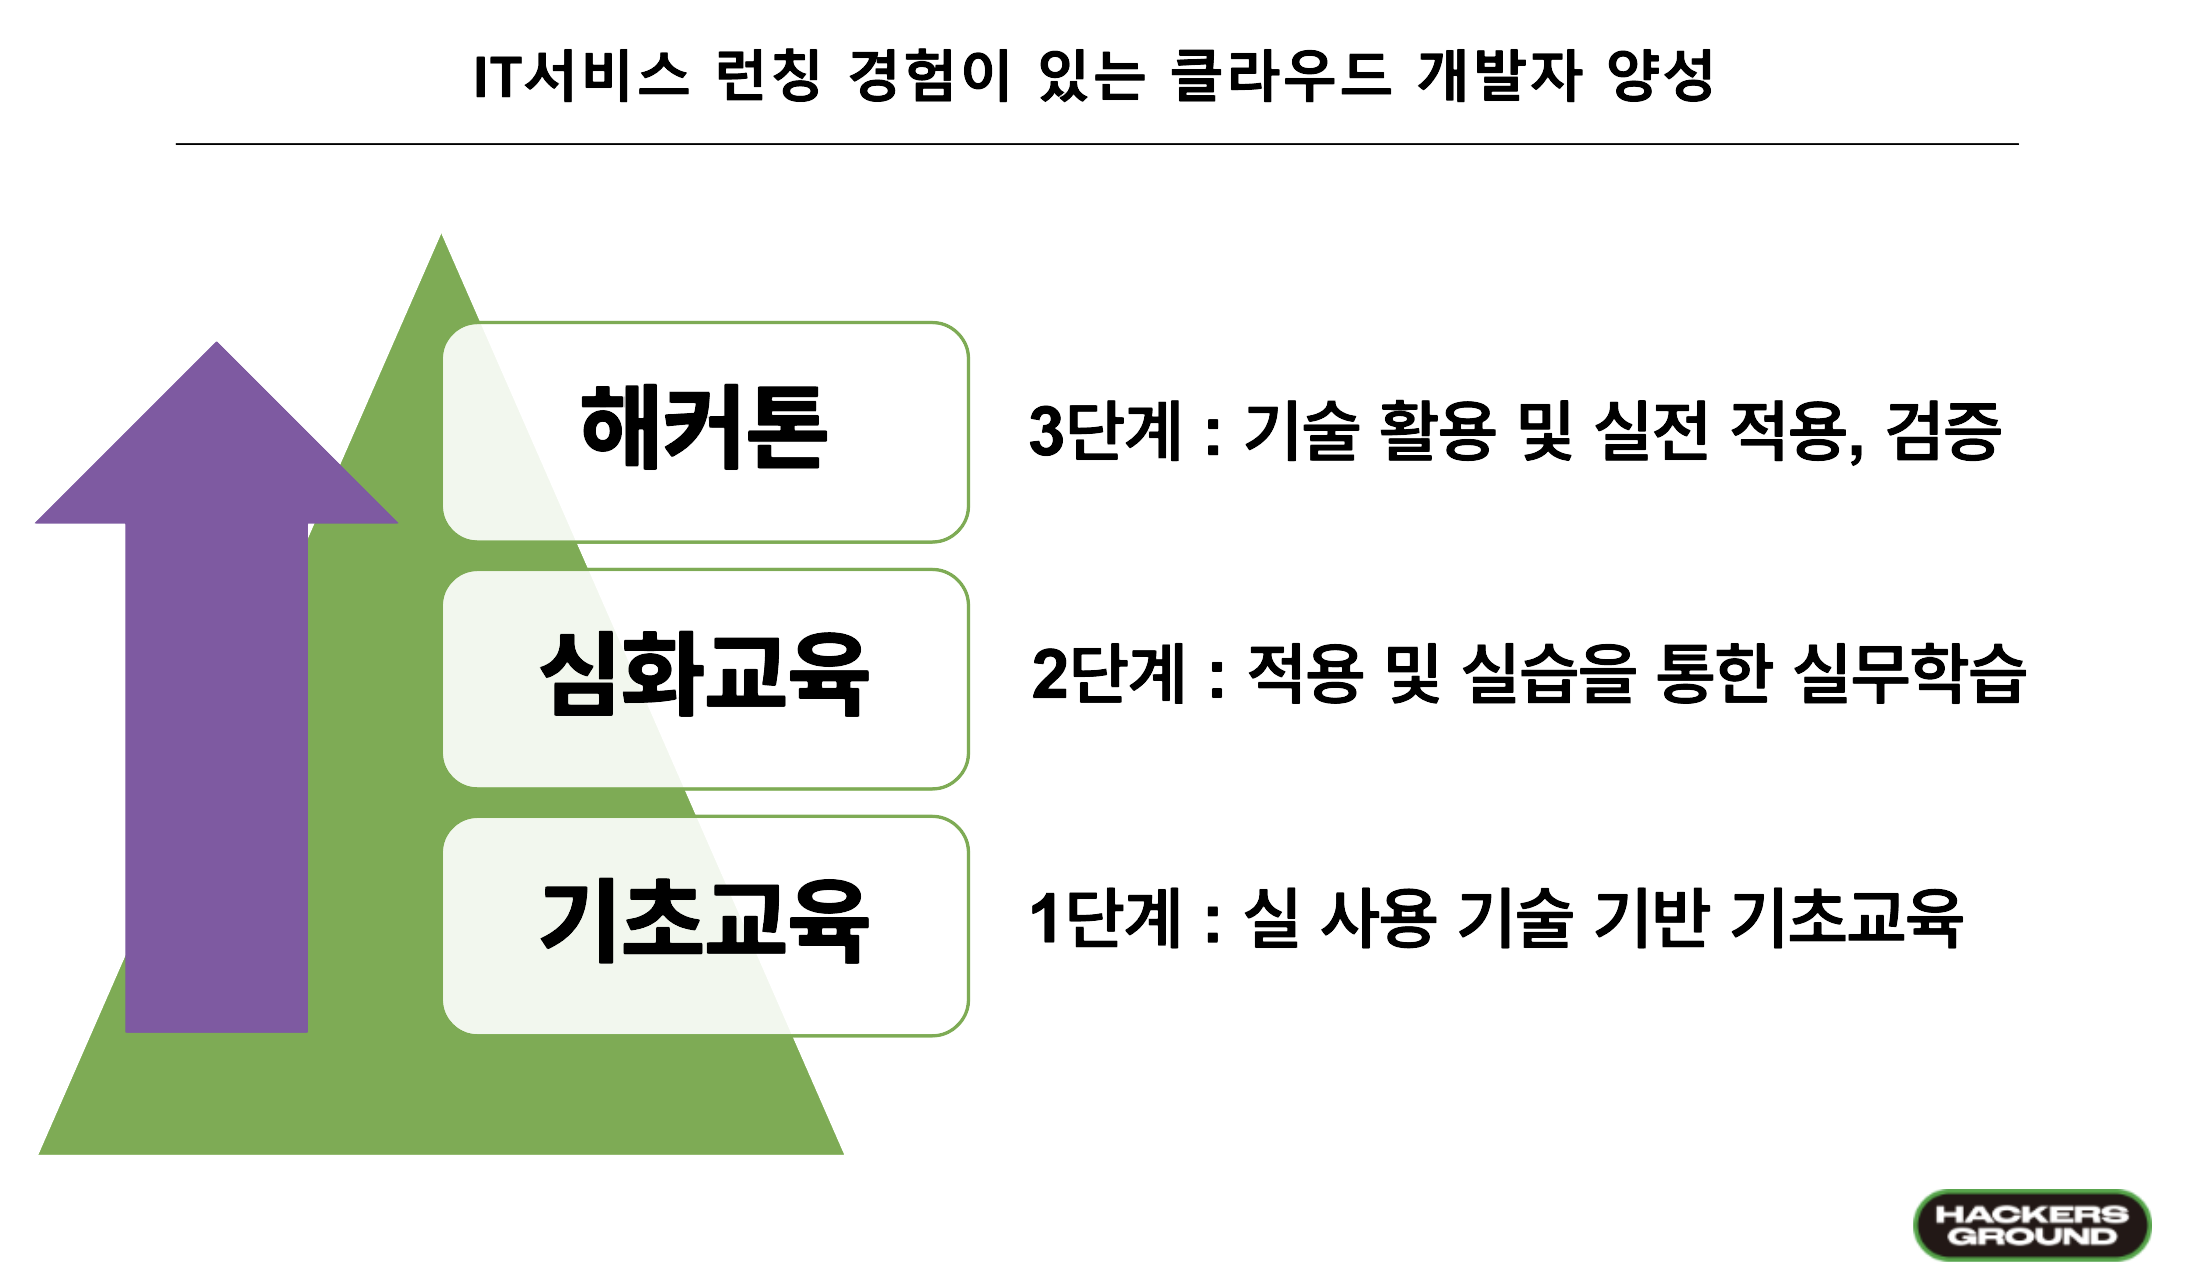 IT서비스 런칭 경험이 있는 클라우드 개발자 양성
해커톤
3단계 : 기술 활용 및 실전 적용, 검증
심화교육
2단계 : 적용 및 실습을 통한 실무학습
기초교육
1단계 : 실 사용 기술 기반 기초교육
HACKERS
GROUND